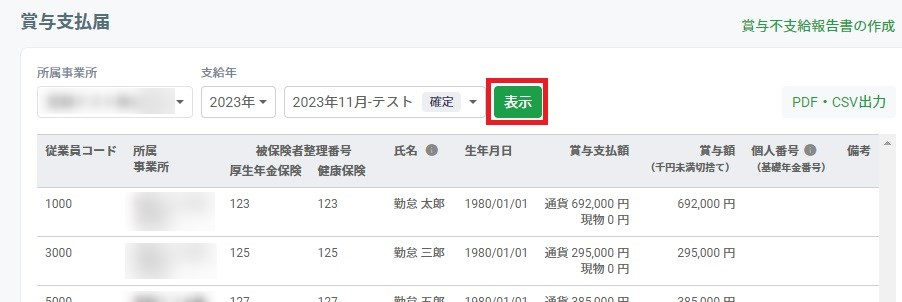 賞与支払届
賞与不支給報告書の作成
所属事業所 支給年
2023年 2023年11月-テスト 確定 表示 PDF・CSV出力
従業員コード 所属事業所 被保険者整理番号 厚生年金保険 健康保険 氏名 生年月日 賞与支払額 賞与額 (千円未満切捨て) 個人番号 (基礎年金番号) 備考
1000 123 123 勤怠 太郎 1980/01/01 通貨 692,000 円 692,000 円
現物 0 円
3000 125 125 勤怠 三郎 1980/01/01 通貨 295,000 円 295,000 円
現物 0 円
5000 127 127 勤怠 五郎 1980/01/01 通貨 385,000 円 385,000 円